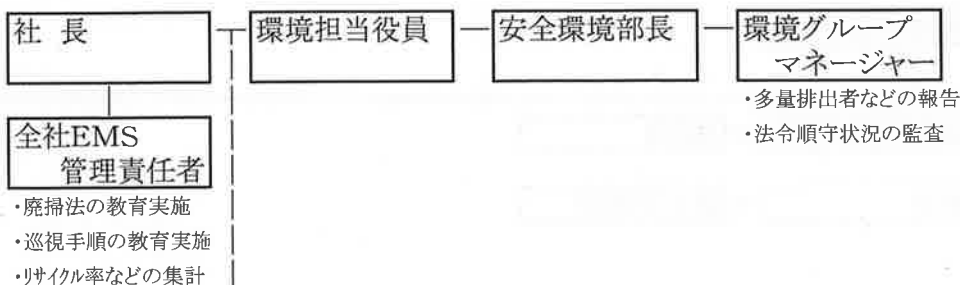 社 長
環境担当役員
安全環境部長
環境グループ
マネージャー
・多量排出者などの報告
・法令順守状況の監査
全社EMS
管理責任者
・廃掃法の教育実施
・巡視手順の教育実施
・リサイクル率などの集計